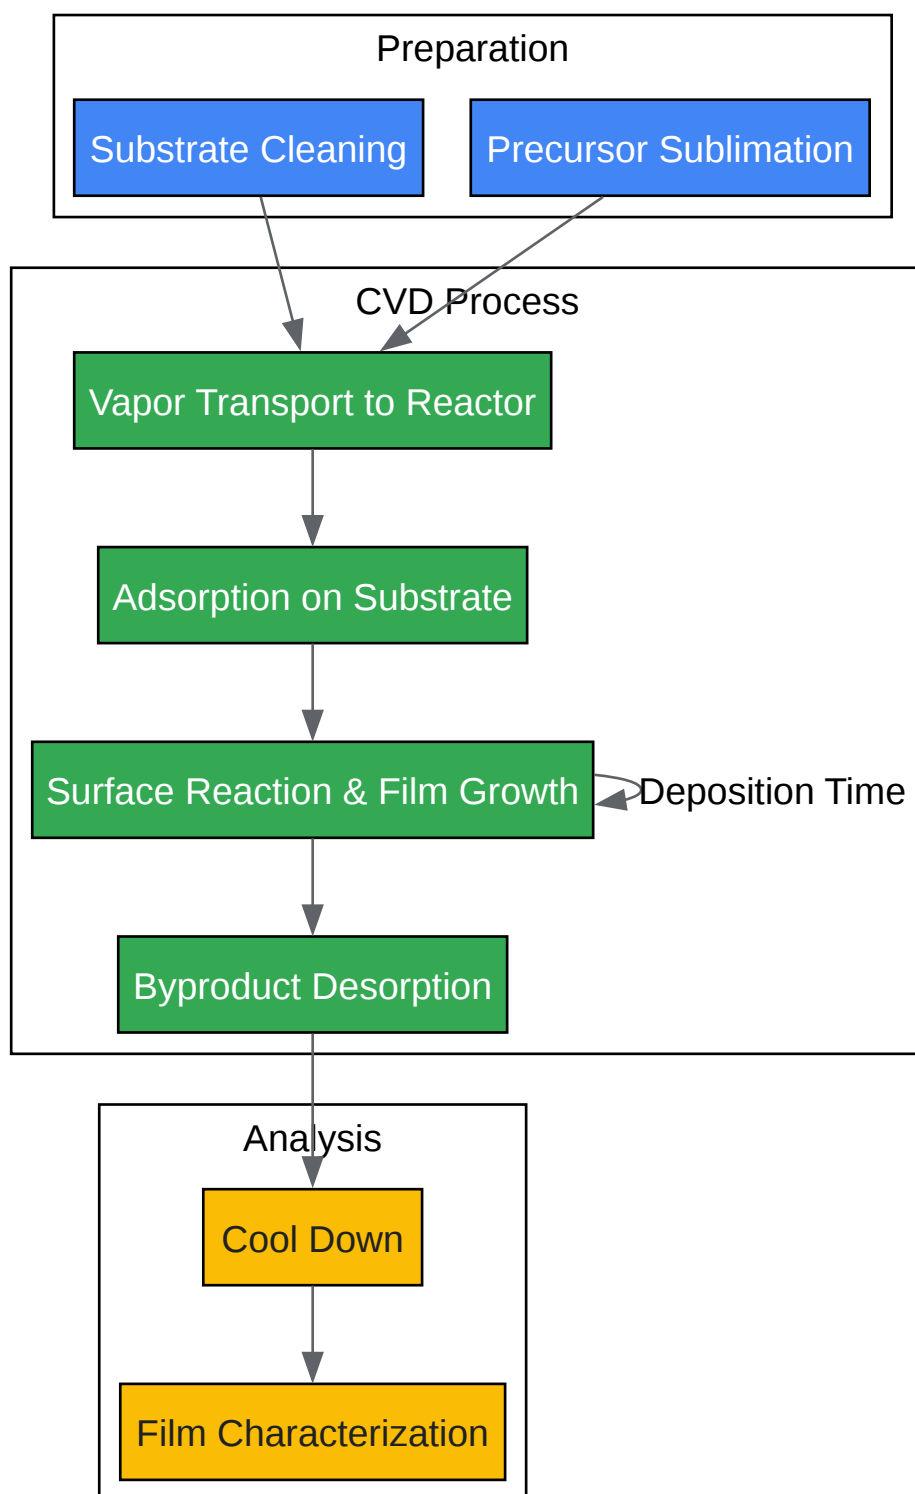 Preparation
Substrate Cleaning
Precursor Sublimation
CVD Process
Vapor Transport to Reactor
Adsorption on Substrate
Surface Reaction & Film Growth
Deposition Time
Byproduct Desorption
Analysis
Cool Down
Film Characterization